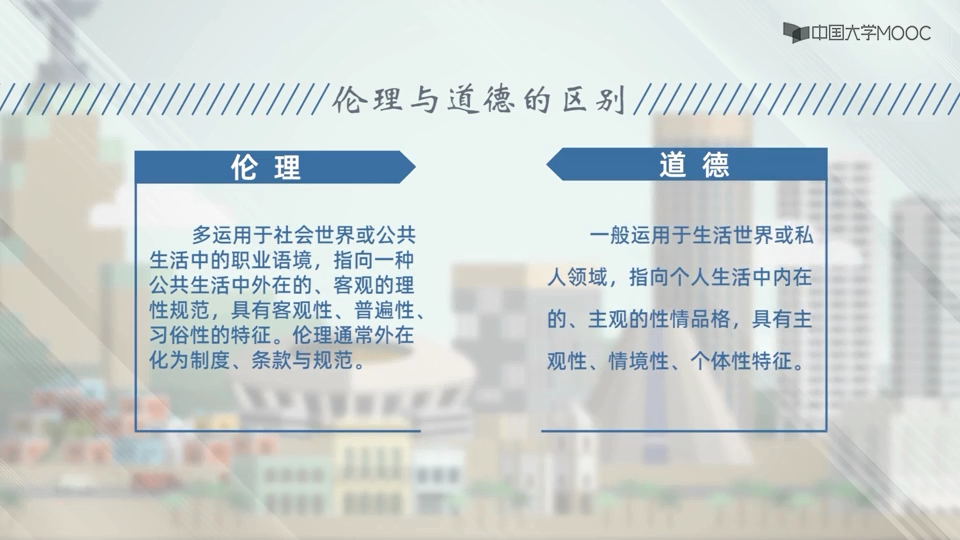 中国大学MOOC
伦理与道德的区别
伦理
多运用于社会世界或公共
生活中的职业语境，指向一种
公共生活中外在的、客观的理
性规范，具有客观性、普遍性、
习俗性的特征。伦理通常外在
化为制度、条款与规范。
道德
一般运用于生活世界或私
人领域，指向个人生活中内在
的、主观的性情品格，具有主
观性、情境性、个体性特征。